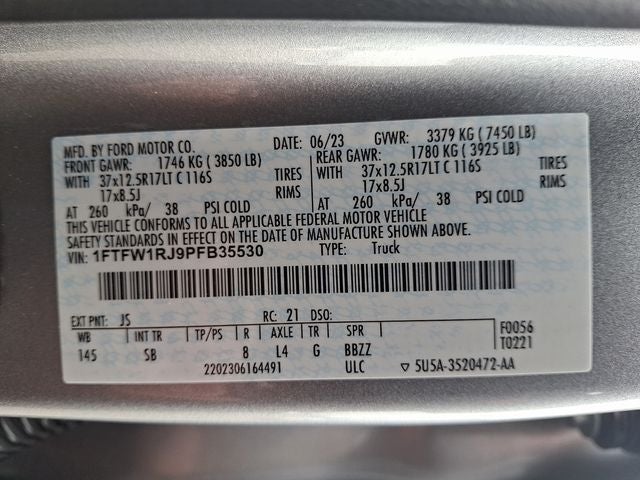 MFD. BY FORD MOTOR CO. DATE: 06/23 GVWR: 3379 KG ( 7450 LB)
FRONT GAWR: 1746 KG ( 3850 LB) REAR GAWR: 1780 KG ( 3925 LB)
WITH 37x12.5R17LT C 116S TIRES WITH 37x12.5R17LT C 116S TIRES
17x8.5J RIMS 17x8.5J RIMS
AT 260 kPa/ 38 PSI COLD AT 260 kPa/ 38 PSI COLD
THIS VEHICLE CONFORMS TO ALL APPLICABLE FEDERAL MOTOR VEHICLE
SAFETY STANDARDS IN EFFECT ON THE DATE OF MANUFACTURE SHOWN ABOVE.
VIN: 1FTFW1RJ9PFB35530 TYPE: Truck
EXT PNT: JS RC: 21 DSO:
WB INT TR TP/PS R AXLE TR SPR F0056
145 SB 8 L4 G BBZZ T0221
2202306164491 ULC ▽ 5U5A-3520472-AA